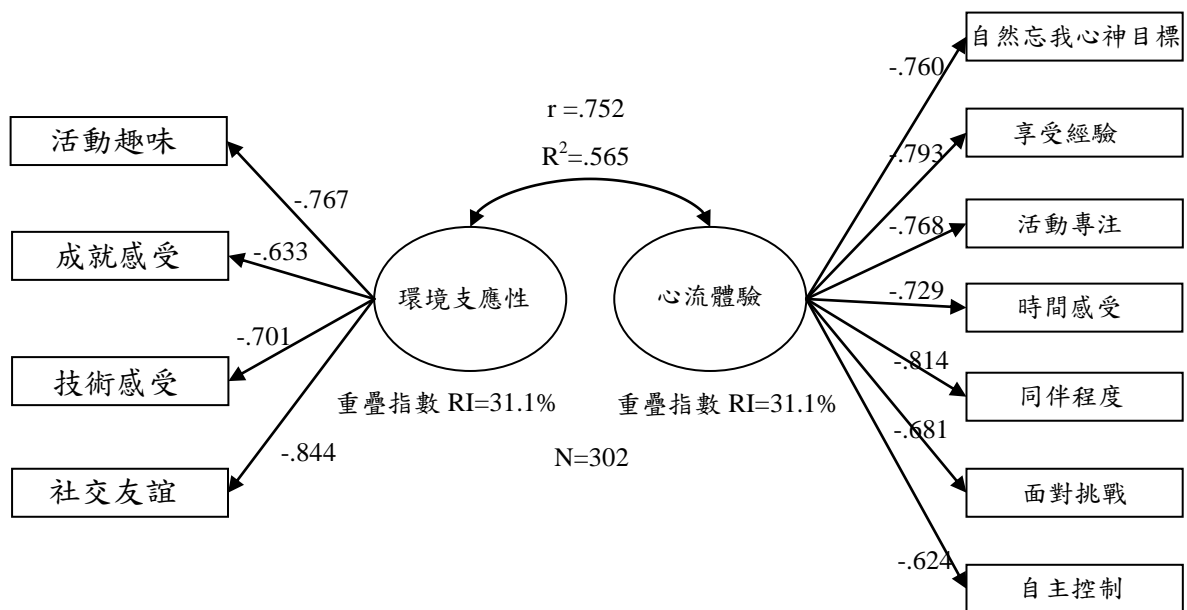 活動趣味
成就感受
技術感受
社交友誼
-.767
-.633
-.701
-.844
r =.752
R²=.565
環境支應性
心流體驗
重疊指數 RI=31.1%
重疊指數 RI=31.1%
N=302
-.760
-.793
-.768
-.729
-.814
-.681
-.624
自然忘我心神目標
享受經驗
活動專注
時間感受
同伴程度
面對挑戰
自主控制